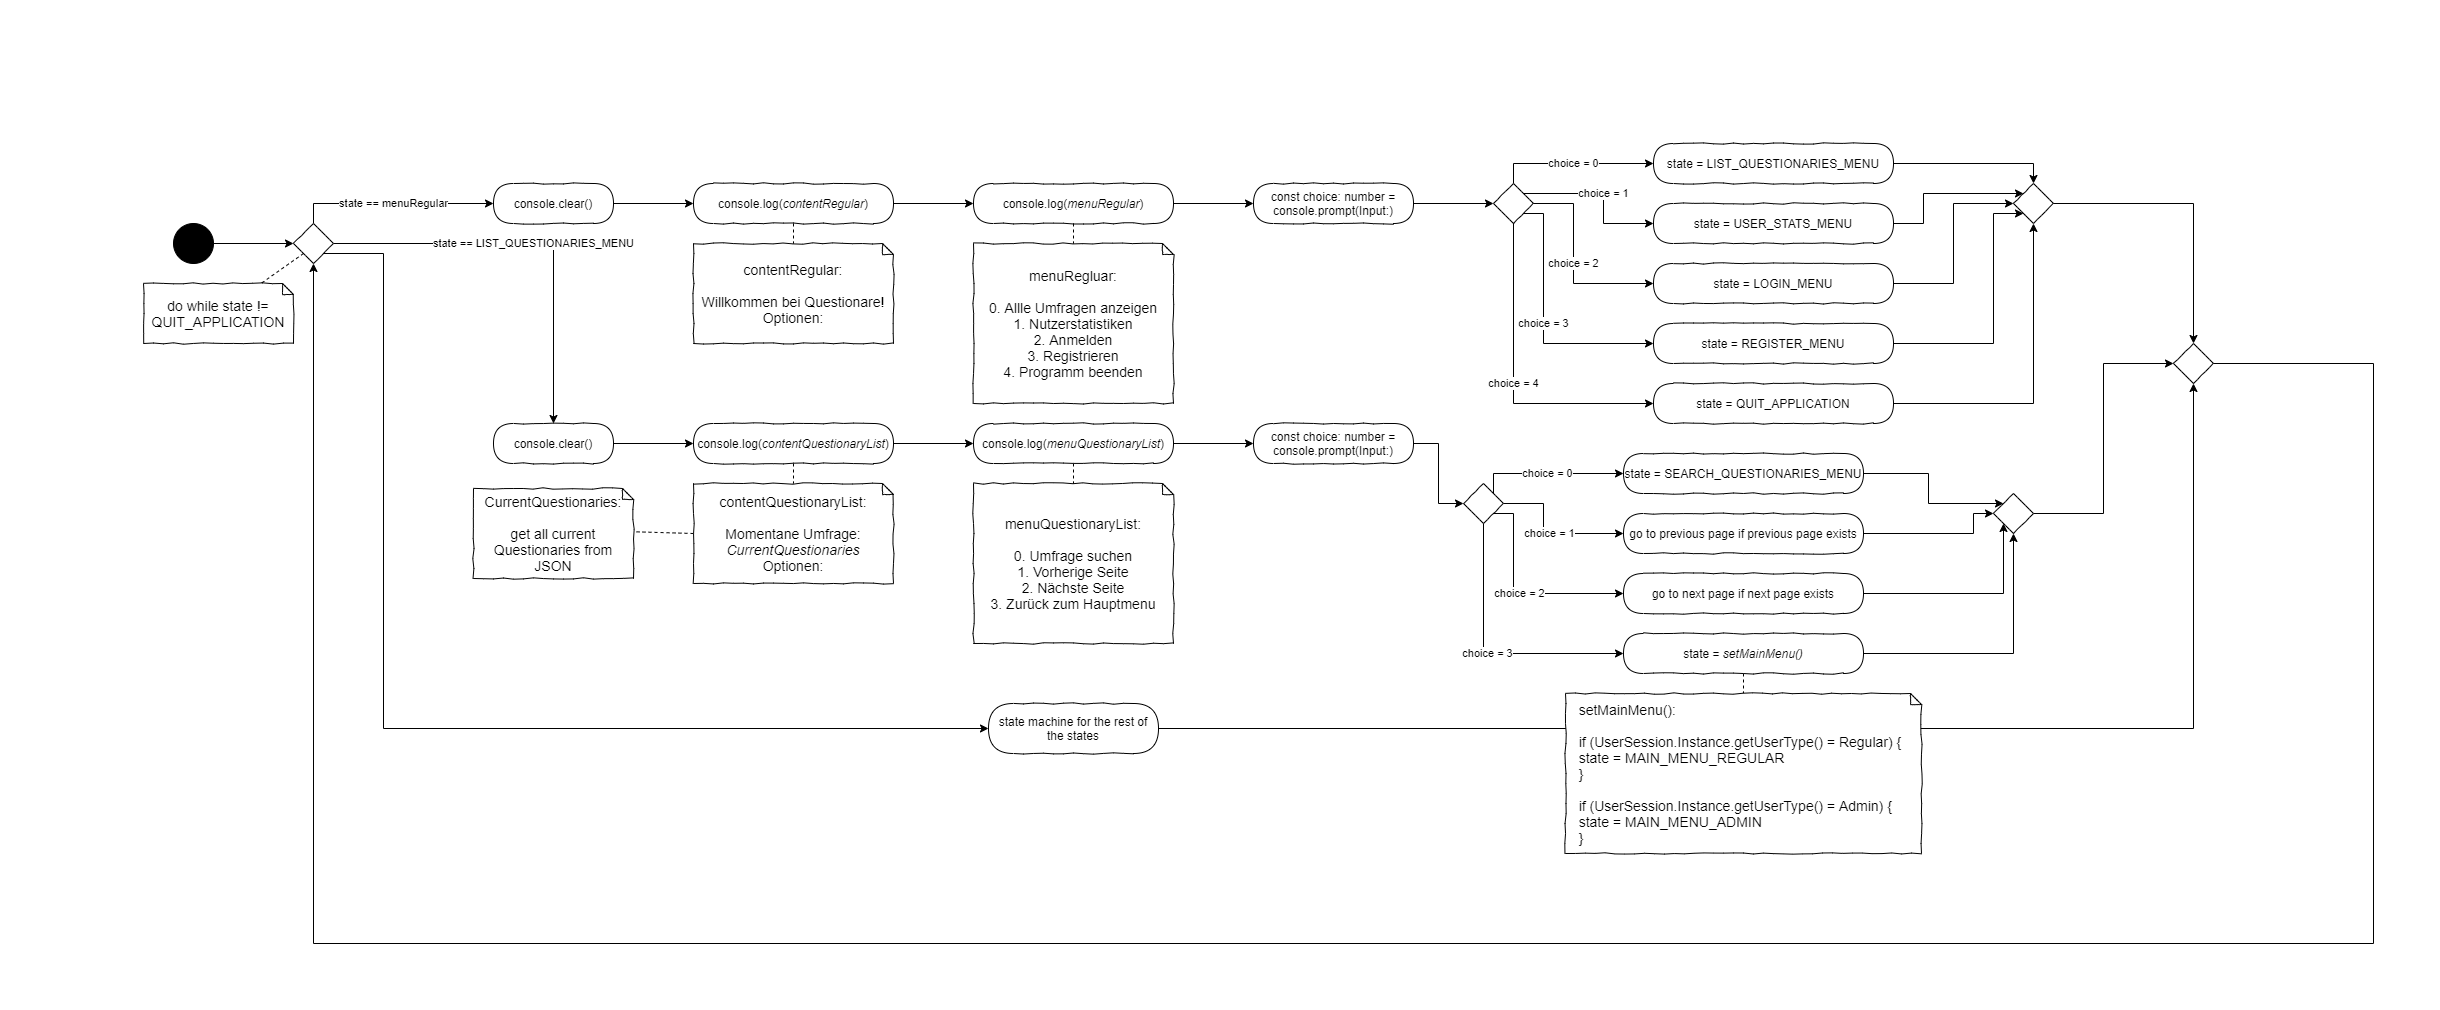 state == menuRegular
console.clear()
console.log(contentRegular)
console.log(menuRegular)
const choice: number =
console.prompt(Input:)
choice = 0
state = LIST_QUESTIONARIES_MENU
choice = 1
state = USER_STATS_MENU
choice = 2
state = LOGIN_MENU
choice = 3
state = REGISTER_MENU
choice = 4
state = QUIT_APPLICATION
state == LIST_QUESTIONARIES_MENU
do while state !=
QUIT_APPLICATION
contentRegular:
Willkommen bei Questionare!
Optionen:
menuRegluar:
0. Alle Umfragen anzeigen
1. Nutzerstatistiken
2. Anmelden
3. Registrieren
4. Programm beenden
console.clear()
console.log(contentQuestionaryList)
console.log(menuQuestionaryList)
const choice: number =
console.prompt(Input:)
choice = 0
state = SEARCH_QUESTIONARIES_MENU
choice = 1
go to previous page if previous page exists
choice = 2
go to next page if next page exists
choice = 3
state = setMainMenu()
CurrentQuestionaries:
get all current
Questionaries from
JSON
contentQuestionaryList:
Momentane Umfrage:
CurrentQuestionaries
Optionen:
menuQuestionaryList:
0. Umfrage suchen
1. Vorherige Seite
2. Nächste Seite
3. Zurück zum Hauptmenu
state machine for the rest of
the states
setMainMenu():
if (UserSession.Instance.getUserType() = Regular) {
state = MAIN_MENU_REGULAR
}
if (UserSession.Instance.getUserType() = Admin) {
state = MAIN_MENU_ADMIN
}